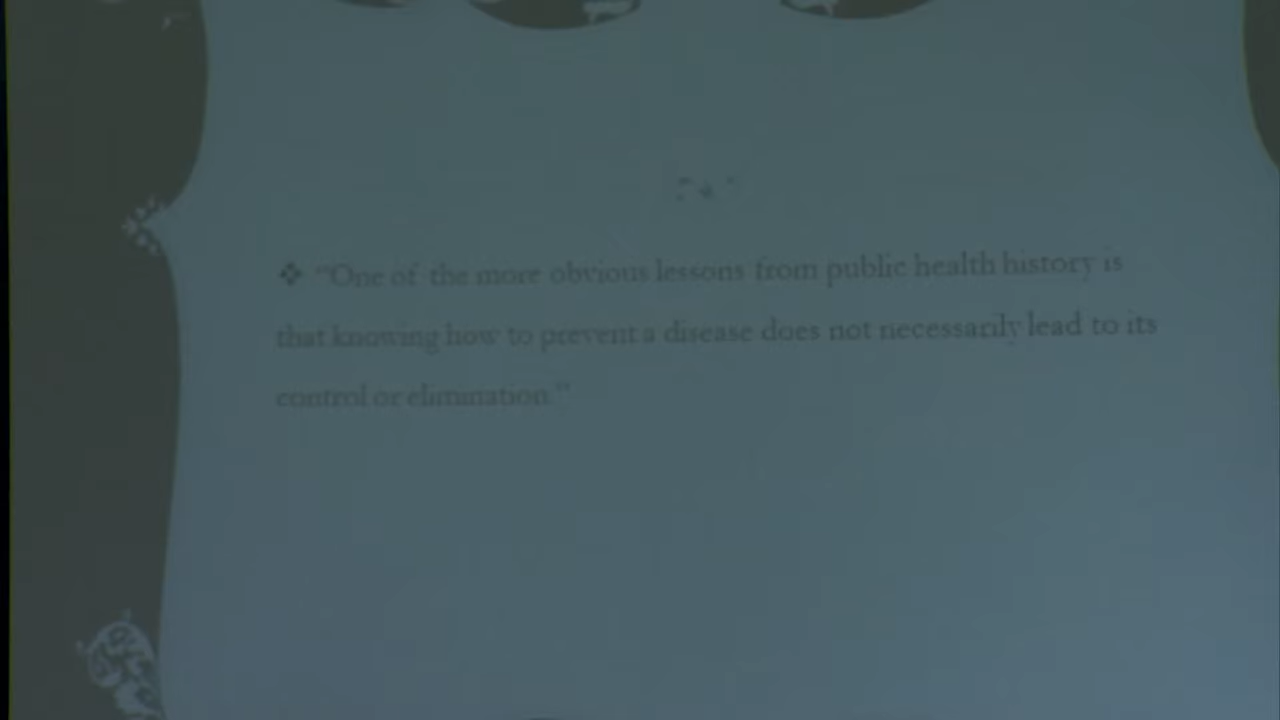 ❖ "One of the more obvious lessons from public health history is
that knowing how to prevent a disease does not necessarily lead to its
control or elimination."